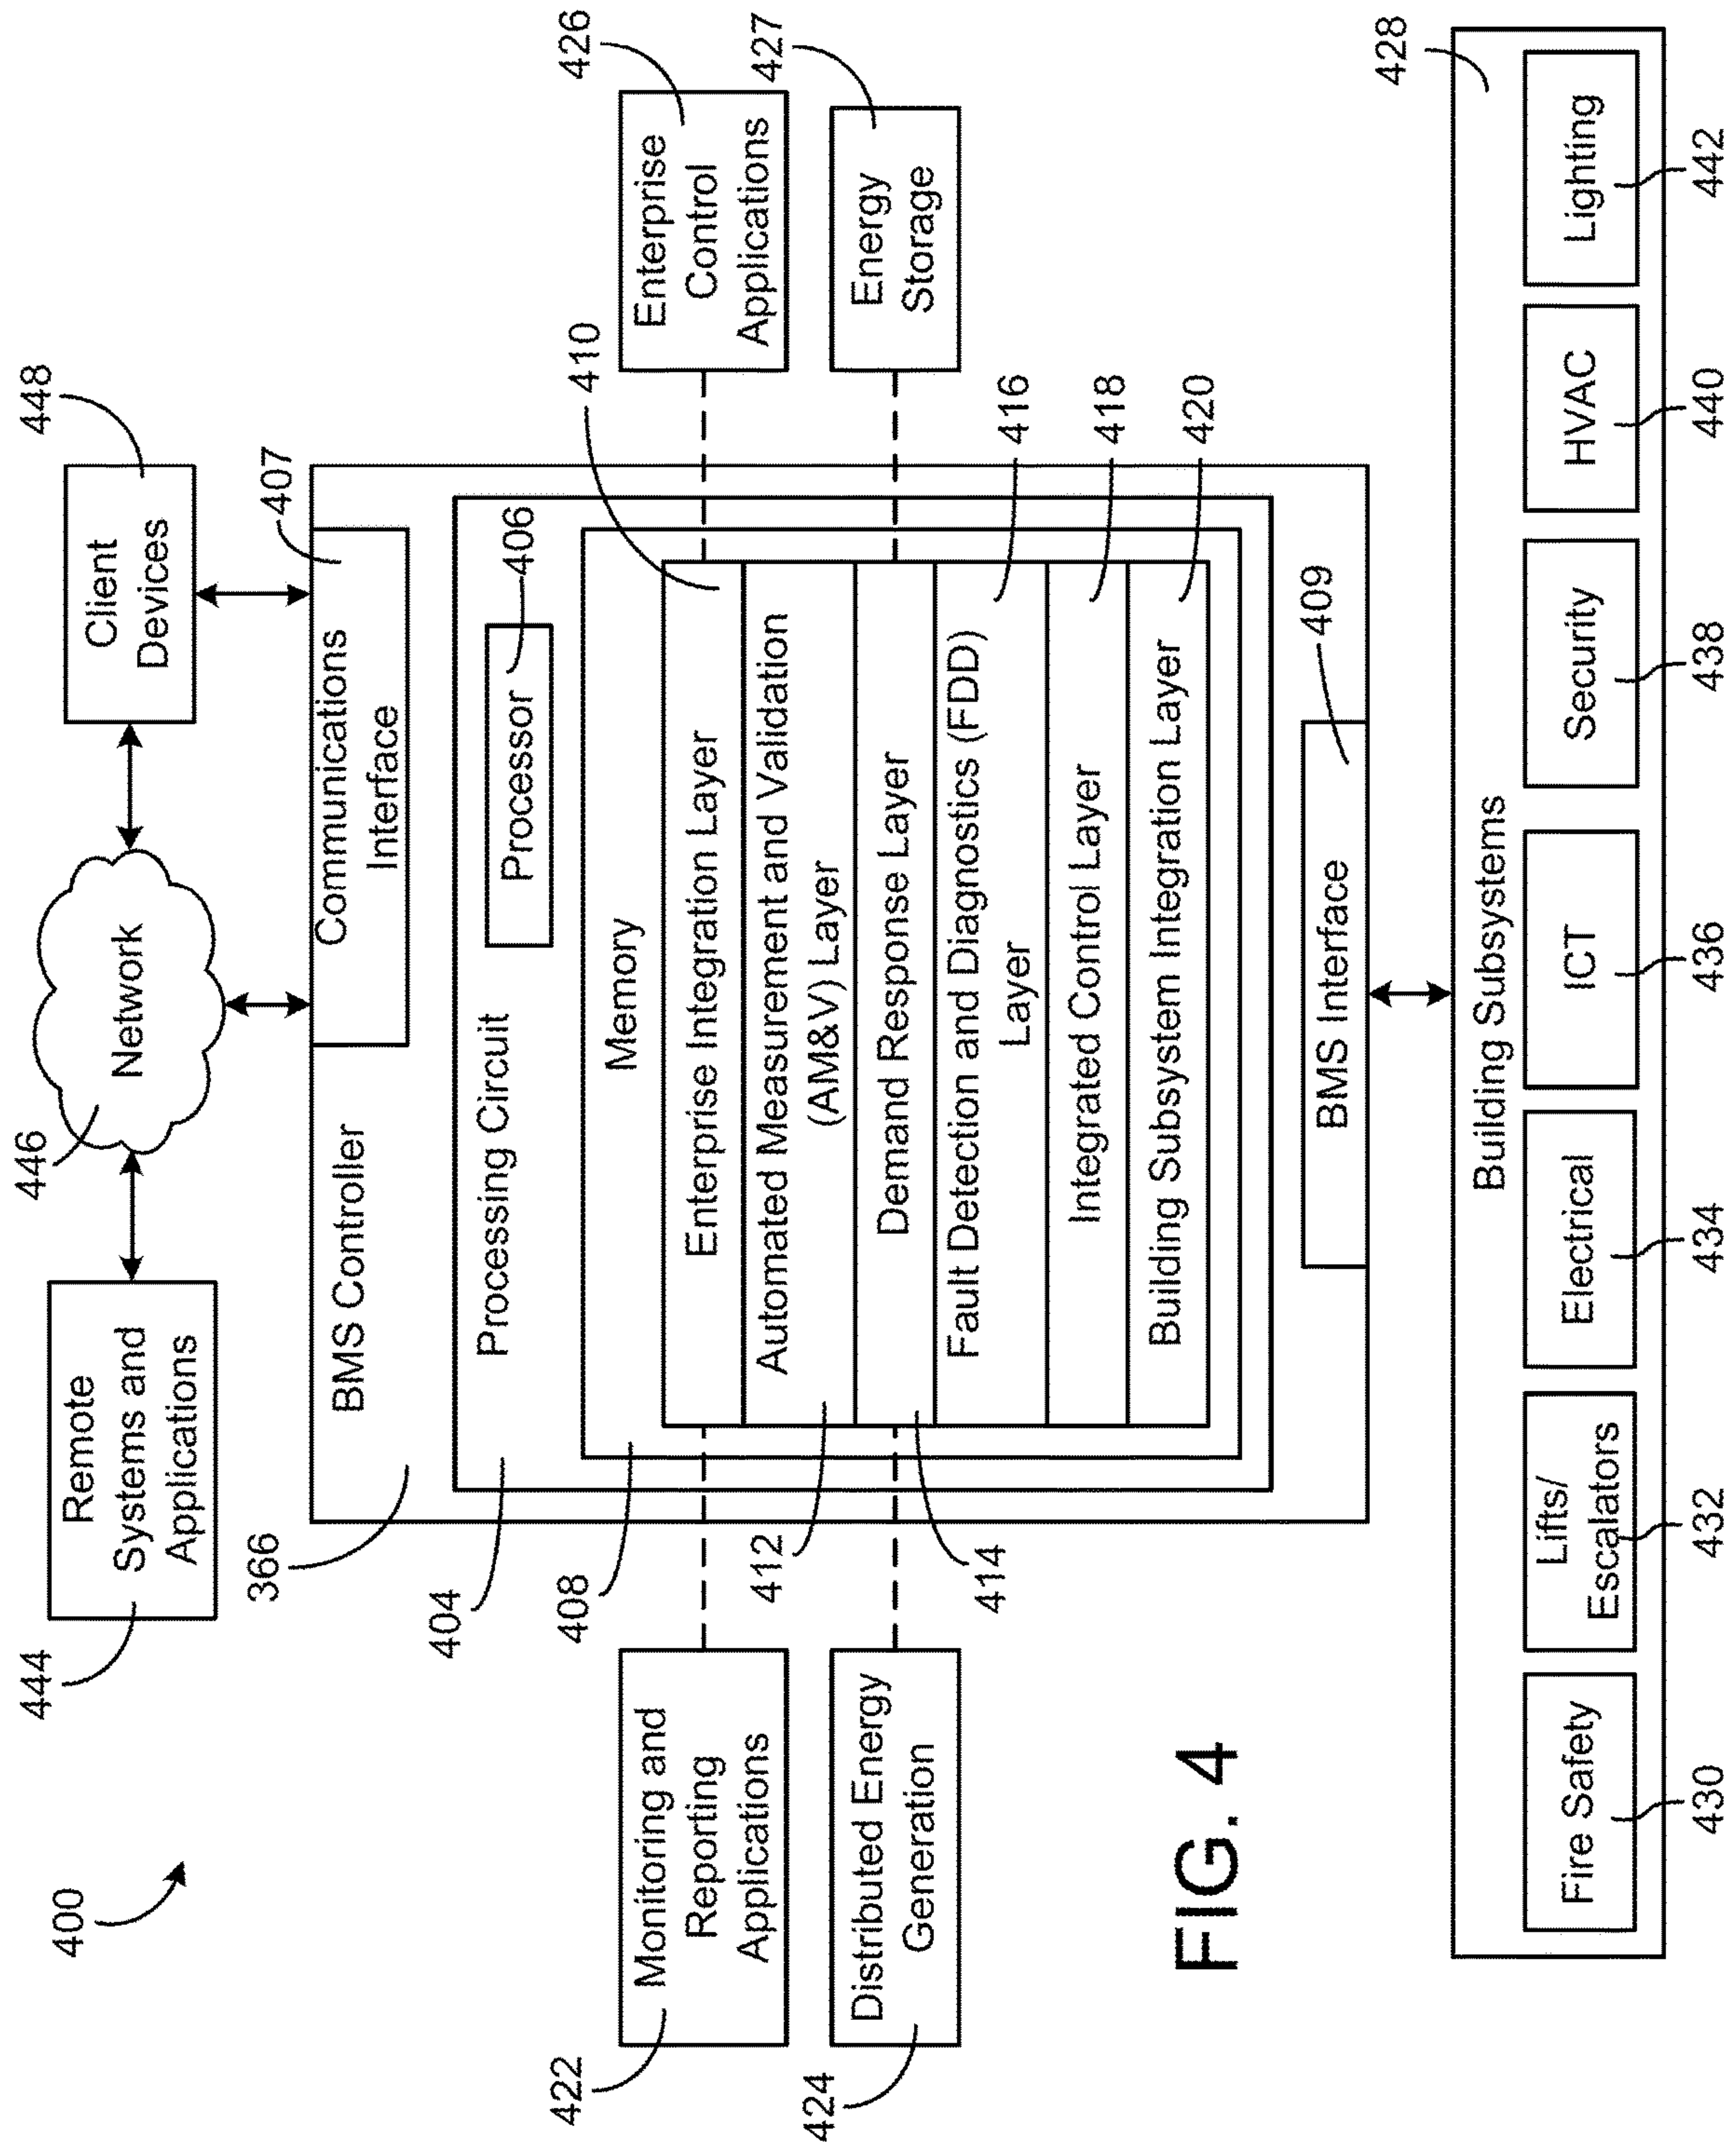 400
444
Remote
Systems and
Applications
446
Network
448
Client
Devices
366
BMS Controller
407
Communications
Interface
404
Processing Circuit
Processor
406
408
Memory
410
Enterprise Integration Layer
Automated Measurement and Validation
(AM&V) Layer
412
Demand Response Layer
414
Fault Detection and Diagnostics (FDD)
Layer
416
Integrated Control Layer
418
Building Subsystem Integration Layer
420
BMS Interface
409
422
Monitoring and
Reporting
Applications
424
Distributed Energy
Generation
426
Enterprise
Control
Applications
427
Energy
Storage
428
Building Subsystems
Fire Safety
Lifts/
Escalators
Electrical
ICT
Security
HVAC
Lighting
430
432
434
436
438
440
442
FIG. 4